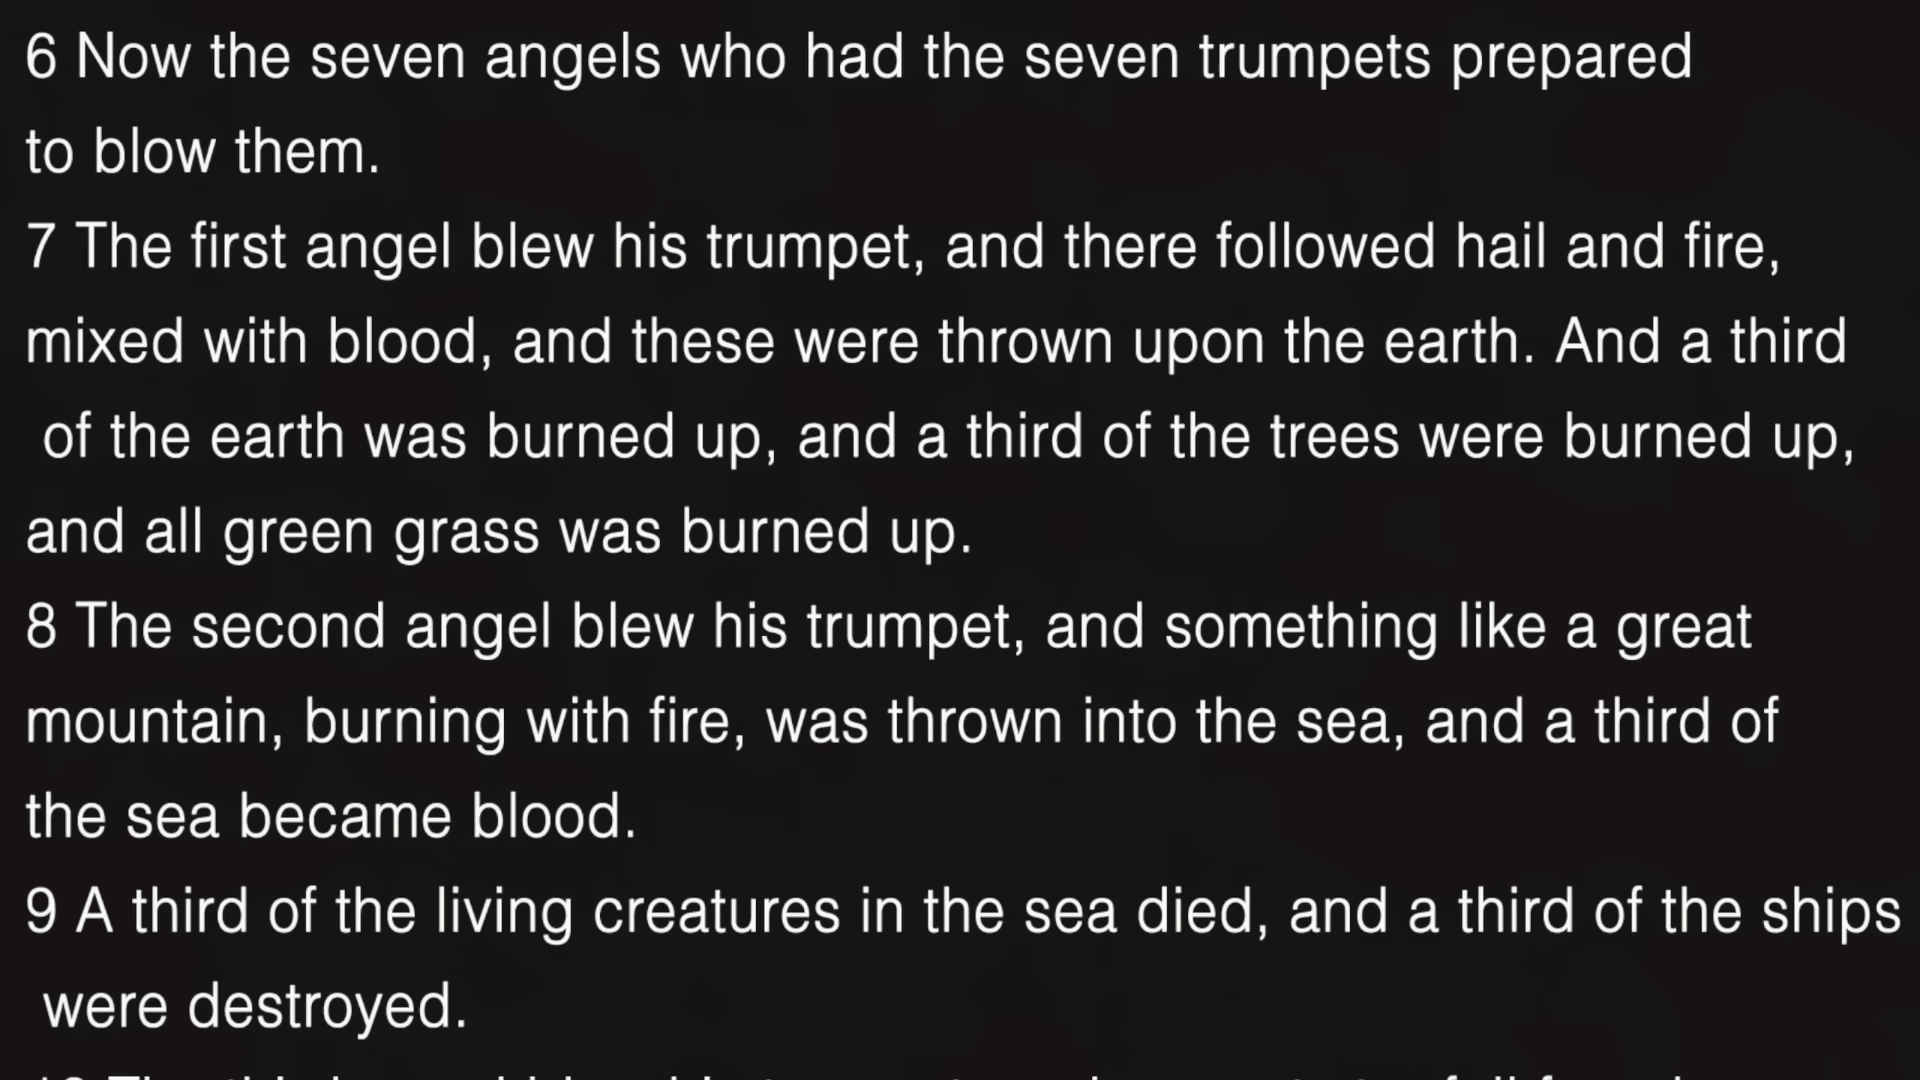 6 Now the seven angels who had the seven trumpets prepared
to blow them.
7 The first angel blew his trumpet, and there followed hail and fire,
mixed with blood, and these were thrown upon the earth. And a third
of the earth was burned up, and a third of the trees were burned up,
and all green grass was burned up.
8 The second angel blew his trumpet, and something like a great
mountain, burning with fire, was thrown into the sea, and a third of
the sea became blood.
9 A third of the living creatures in the sea died, and a third of the ships
were destroyed.